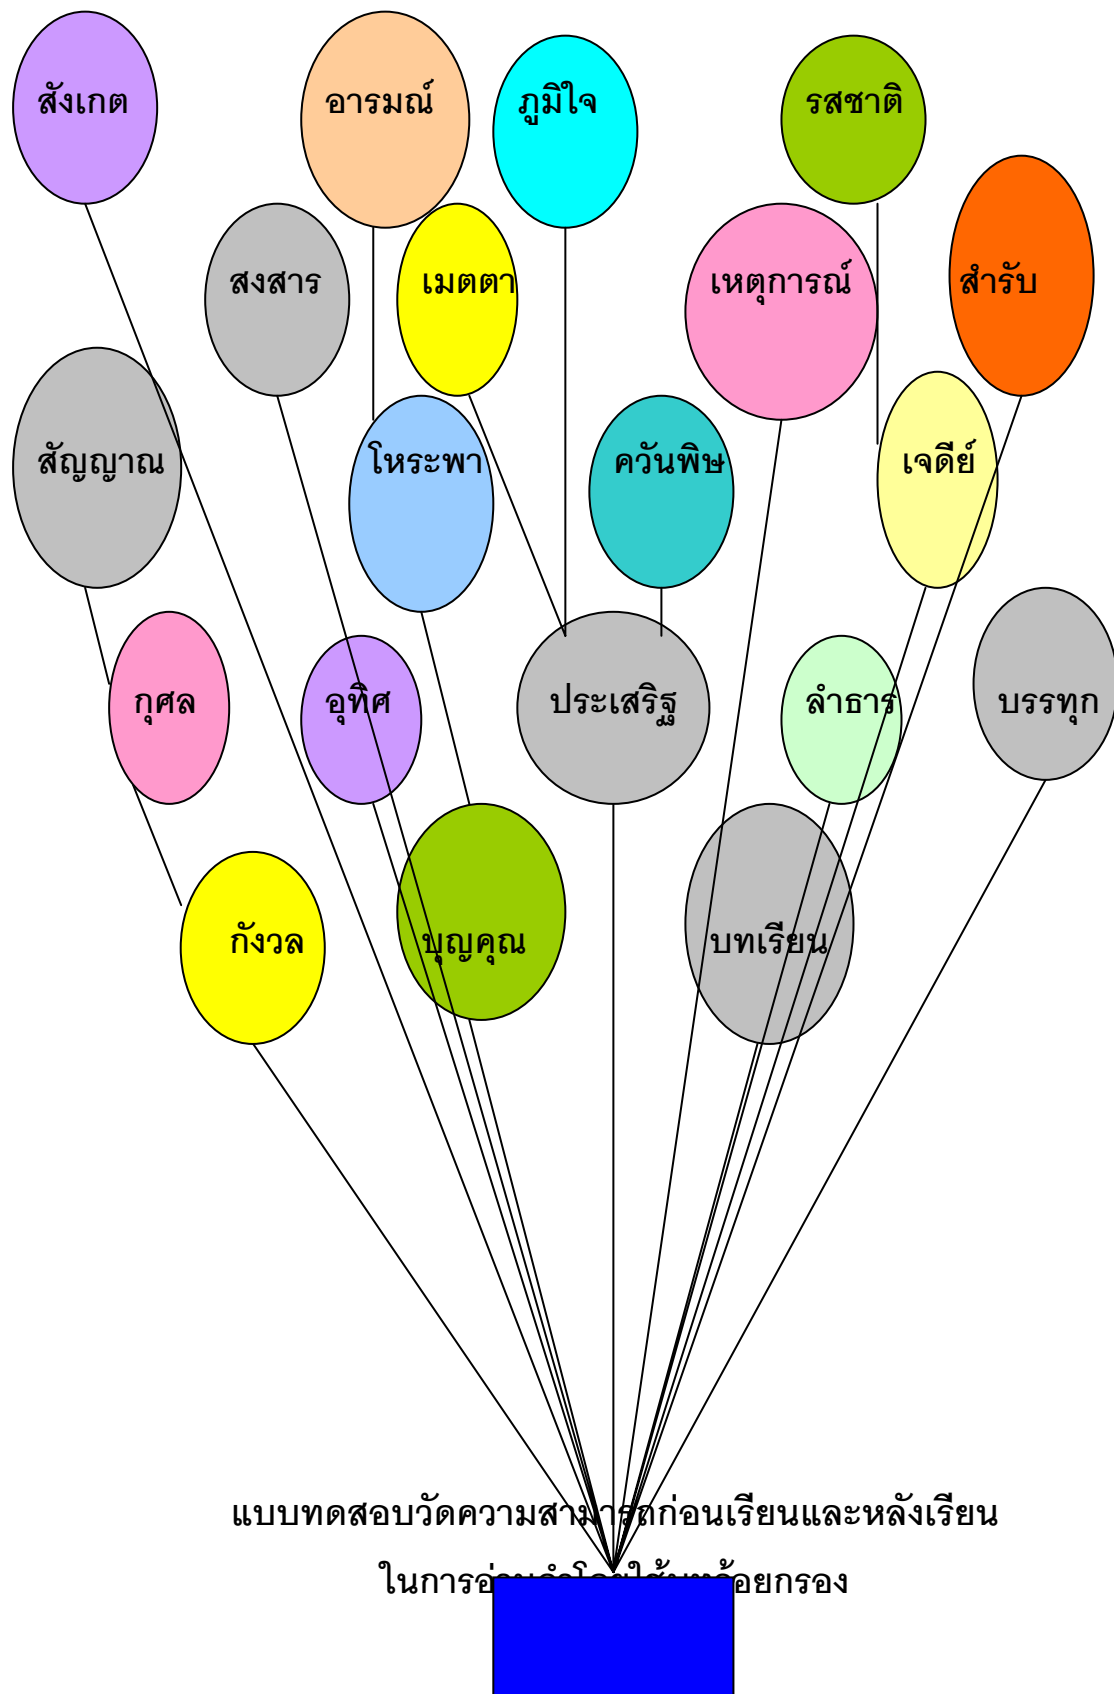 สังเกต
อารมณ์
ภูมิใจ
รสชาติ
สงสาร
เมตตา
เหตุการณ์
สำรับ
สัญญาณ
โหระพา
ควันพิษ
เจดีย์
กุศล
อุทิศ
ประเสริฐ
ลำธาร
บรรทุก
กังวล
บุญคุณ
บทเรียน
แบบทดสอบวัดความสามารถก่อนเรียนและหลังเรียน
ในการอ่านคำโดยใช้บทร้อยกรอง